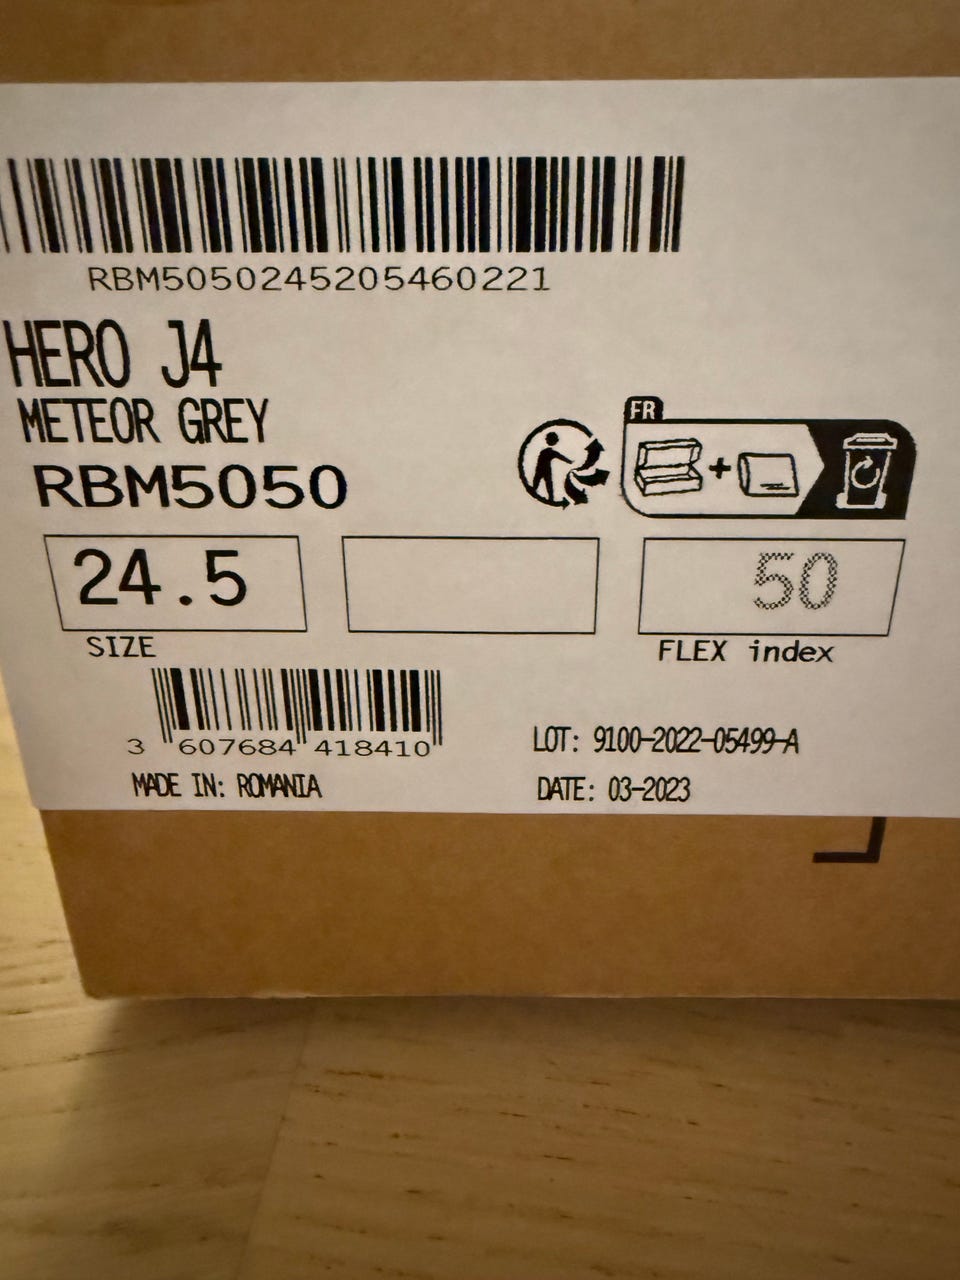 RBM5050245205460221
HERO J4
METEOR GREY
RBM5050
FR
+
24.5
50
SIZE
FLEX index
3 607684 418410
LOT: 9100-2022-05499-A
MADE IN: ROMANIA
DATE: 03-2023